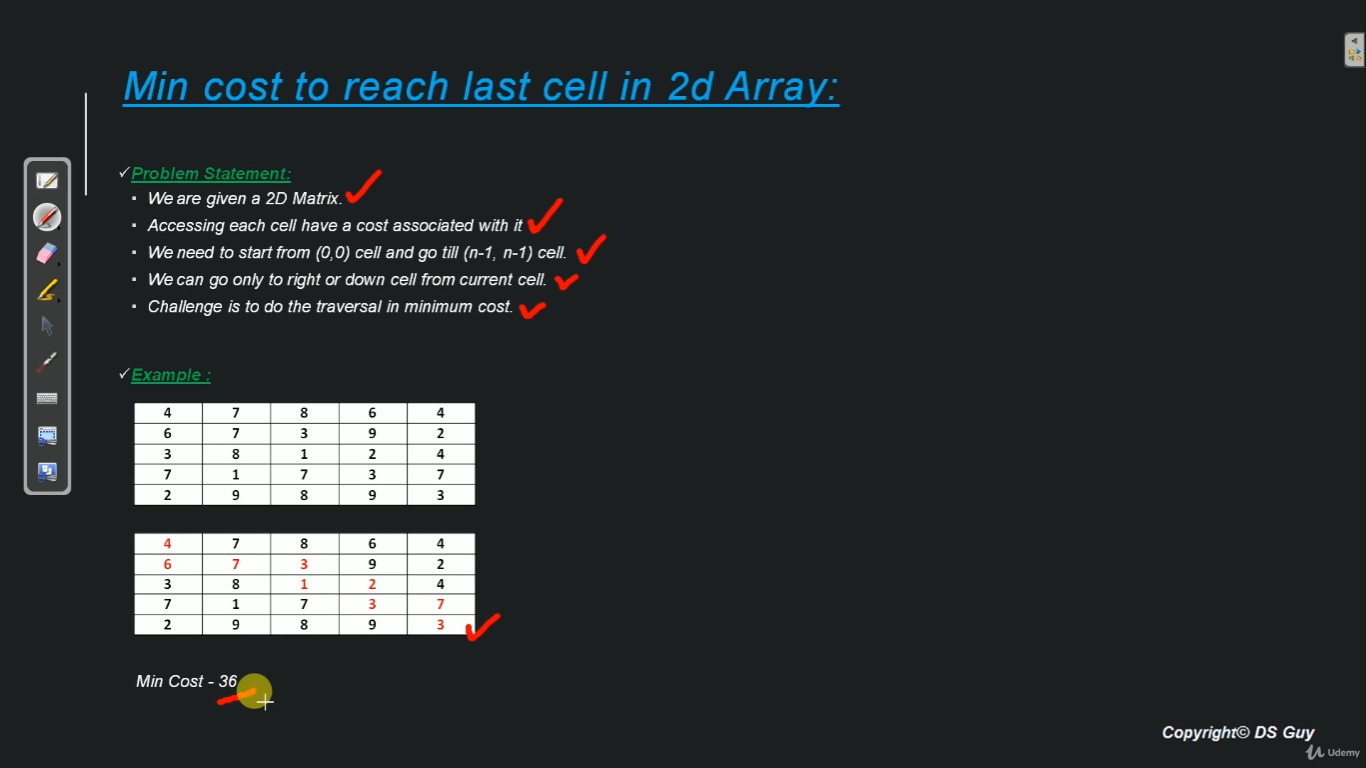 Min cost to reach last cell in 2d Array:
Problem Statement:
We are given a 2D Matrix.
Accessing each cell have a cost associated with it
We need to start from (0,0) cell and go till (n-1, n-1) cell.
We can go only to right or down cell from current cell.
Challenge is to do the traversal in minimum cost.
Example :
4 7 8 6 4
6 7 3 9 2
3 8 1 2 4
7 1 7 3 7
2 9 8 9 3
4 7 8 6 4
6 7 3 9 2
3 8 1 2 4
7 1 7 3 7
2 9 8 9 3
Min Cost - 36
Copyright© DS Guy
Udemy